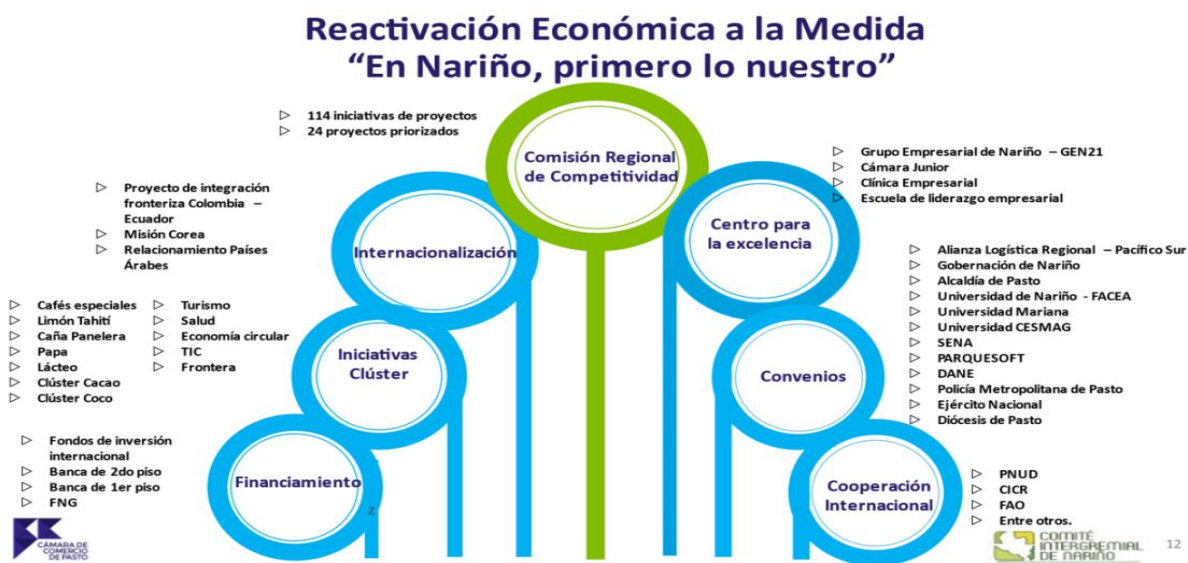 Reactivación Económica a la Medida
“En Nariño, primero lo nuestro”
114 iniciativas de proyectos
24 proyectos priorizados
Comisión Regional
de Competitividad
Grupo Empresarial de Nariño – GEN21
Cámara Junior
Clínica Empresarial
Escuela de liderazgo empresarial
Proyecto de integración
fronteriza Colombia –
Ecuador
Misión Corea
Relacionamiento Países
Árabes
Internacionalización
Centro para
la excelencia
Alianza Logística Regional – Pacífico Sur
Gobernación de Nariño
Alcaldía de Pasto
Universidad de Nariño - FACEA
Universidad Mariana
Universidad CESMAG
SENA
PARQUESOFT
DANE
Policía Metropolitana de Pasto
Ejército Nacional
Diócesis de Pasto
Cafés especiales
Limón Tahití
Caña Panelera
Papa
Lácteo
Clúster Cacao
Clúster Coco
Turismo
Salud
Economía circular
TIC
Frontera
Iniciativas
Clúster
Convenios
Fondos de inversión
internacional
Banca de 2do piso
Banca de 1er piso
FNG
Financiamiento
z
Cooperación
Internacional
PNUD
CICR
FAO
Entre otros.
CÁMARA DE
COMERCIO
DE PASTO
COMITÉ
INTERGREMIAL
DE NARIÑO
12